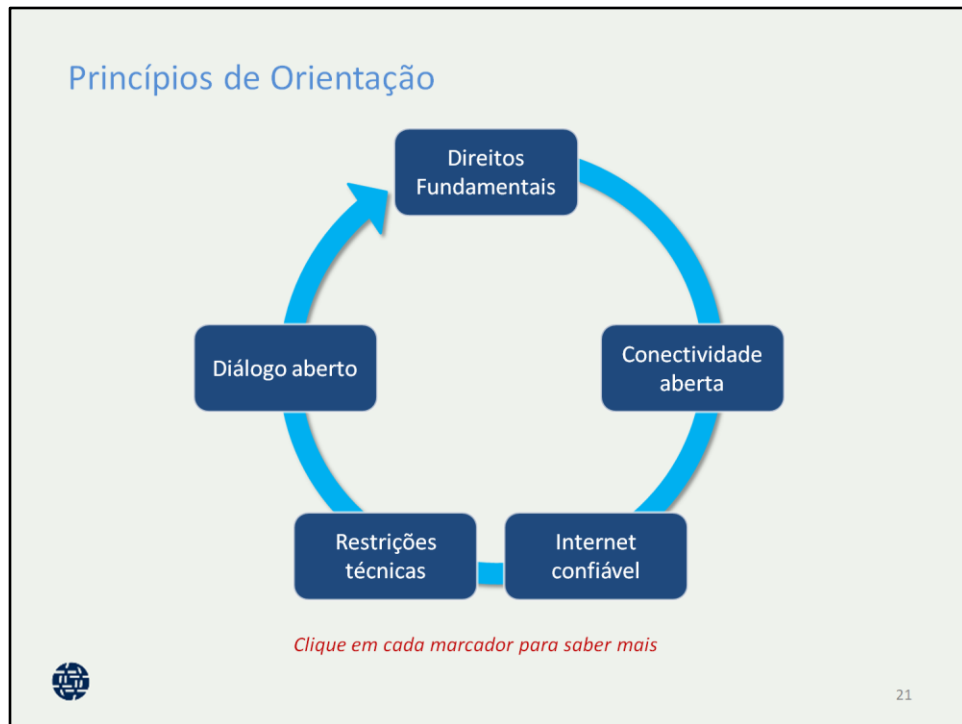 Princípios de Orientação
Direitos
Fundamentais
Conectividade
aberta
Internet
confiável
Restrições
técnicas
Diálogo aberto
Clique em cada marcador para saber mais
21